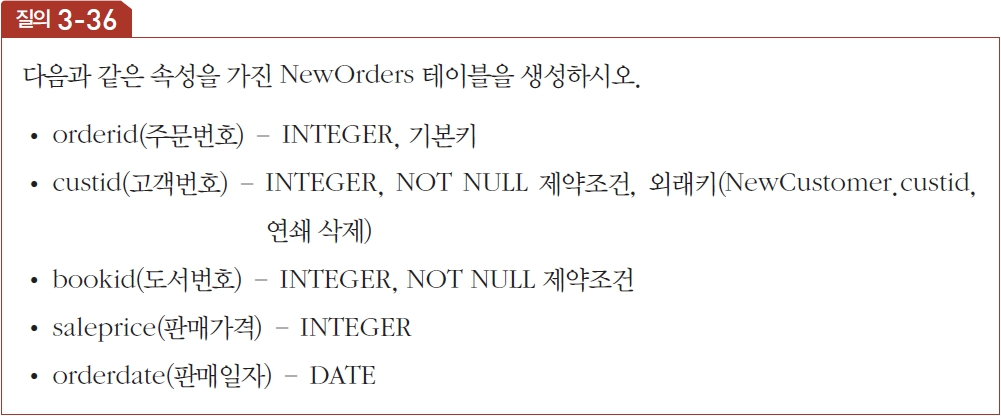 질의 3-36
다음과 같은 속성을 가진 NewOrders 테이블을 생성하시오.
• orderid(주문번호) – INTEGER, 기본키
• custid(고객번호) – INTEGER, NOT NULL 제약조건, 외래키(NewCustomer.custid,
연쇄 삭제)
• bookid(도서번호) – INTEGER, NOT NULL 제약조건
• saleprice(판매가격) – INTEGER
• orderdate(판매일자) – DATE